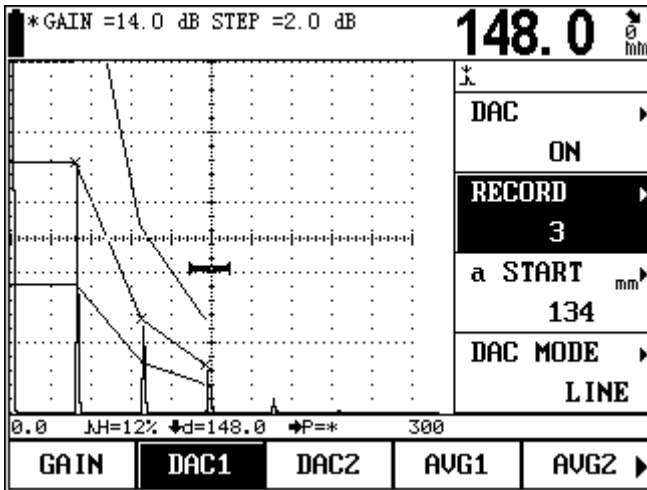 *GAIN =14.0 dB STEP =2.0 dB
148.0
0
mm
DAC
ON
RECORD
3
a START mm
134
DAC MODE
LINE
0.0 H=12% d=148.0 P=* 300
GAIN DAC1 DAC2 AVG1 AVG2